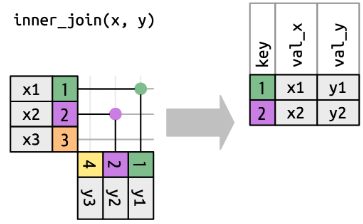 inner_join(x, y)
x1 1
x2 2
x3 3
4 2 1
y3 y2 y1
key val_x val_y
1 x1 y1
2 x2 y2